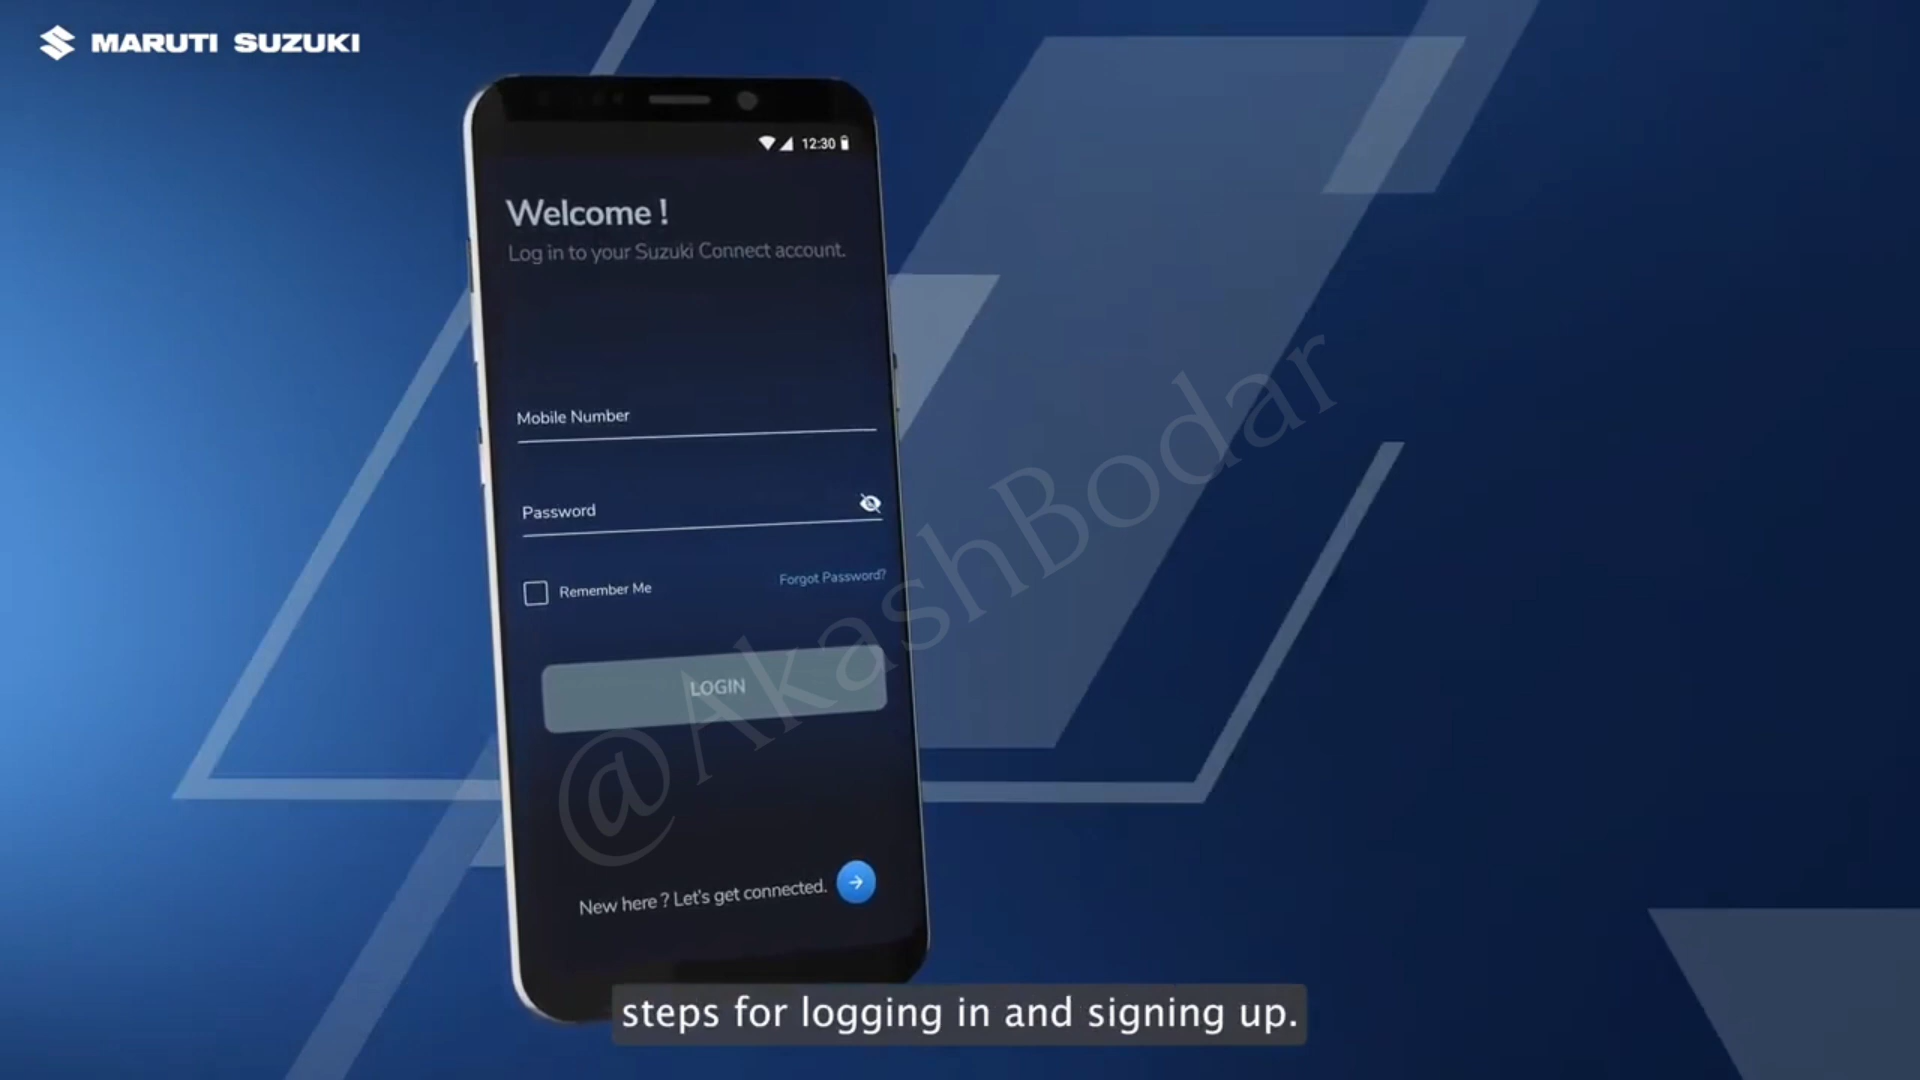 MARUTI SUZUKI
12:30
Welcome !
Log in to your Suzuki Connect account.
Mobile Number
Password
Remember Me
Forgot Password?
LOGIN
New here ? Let's get connected.
@AkashBodar
steps for logging in and signing up.